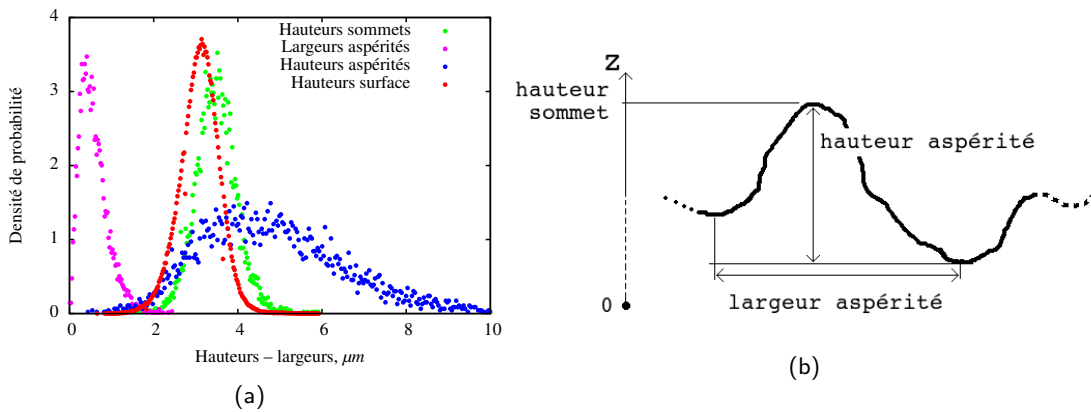 4
3
2
1
0
Densité de probabilité
Hauteurs sommets
Largeurs aspérités
Hauteurs aspérités
Hauteurs surface
0 2 4 6 8 10
Hauteurs – largeurs, μm
(a)
z
hauteur
sommet
hauteur aspérité
0
largeur aspérité
(b)